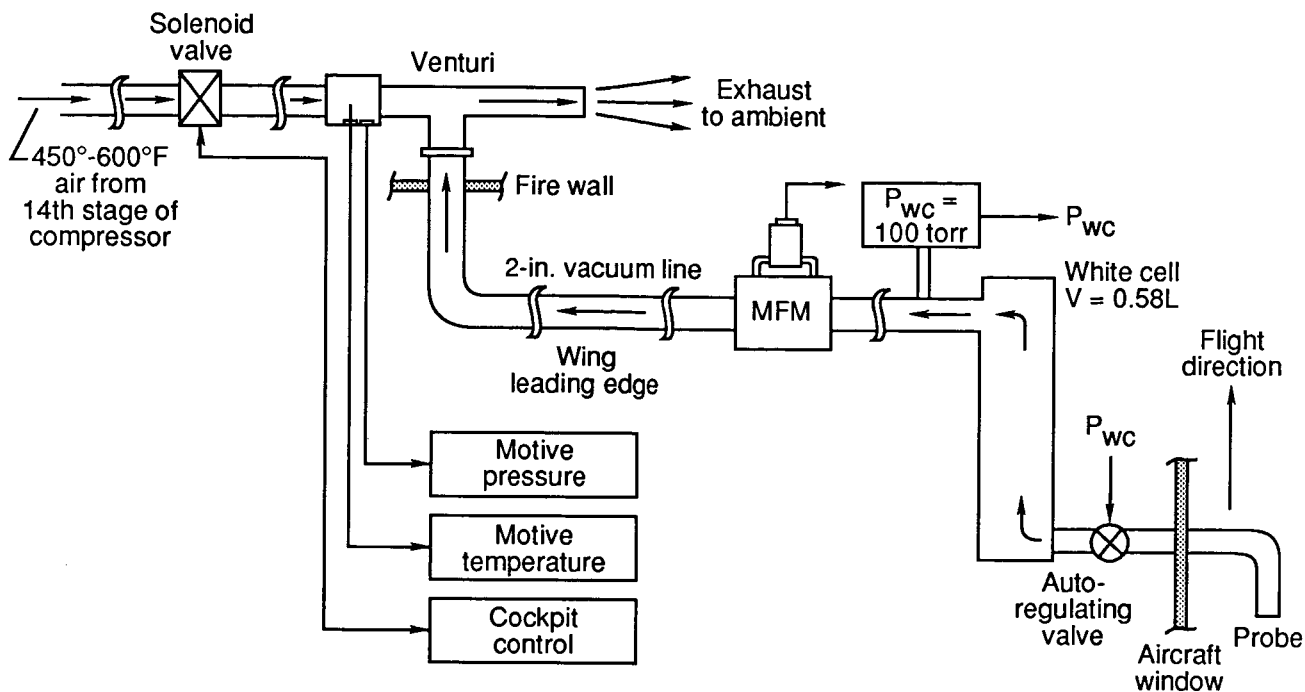 Solenoid
valve
Venturi
Exhaust
to ambient
450°-600°F
air from
14th stage of
compressor
Fire wall
P_WC =
100 torr
P_WC
2-in. vacuum line
White cell
V = 0.58L
MFM
Wing
leading edge
Flight
direction
P_WC
Motive
pressure
Motive
temperature
Cockpit
control
Auto-
regulating
valve
Aircraft
window
Probe